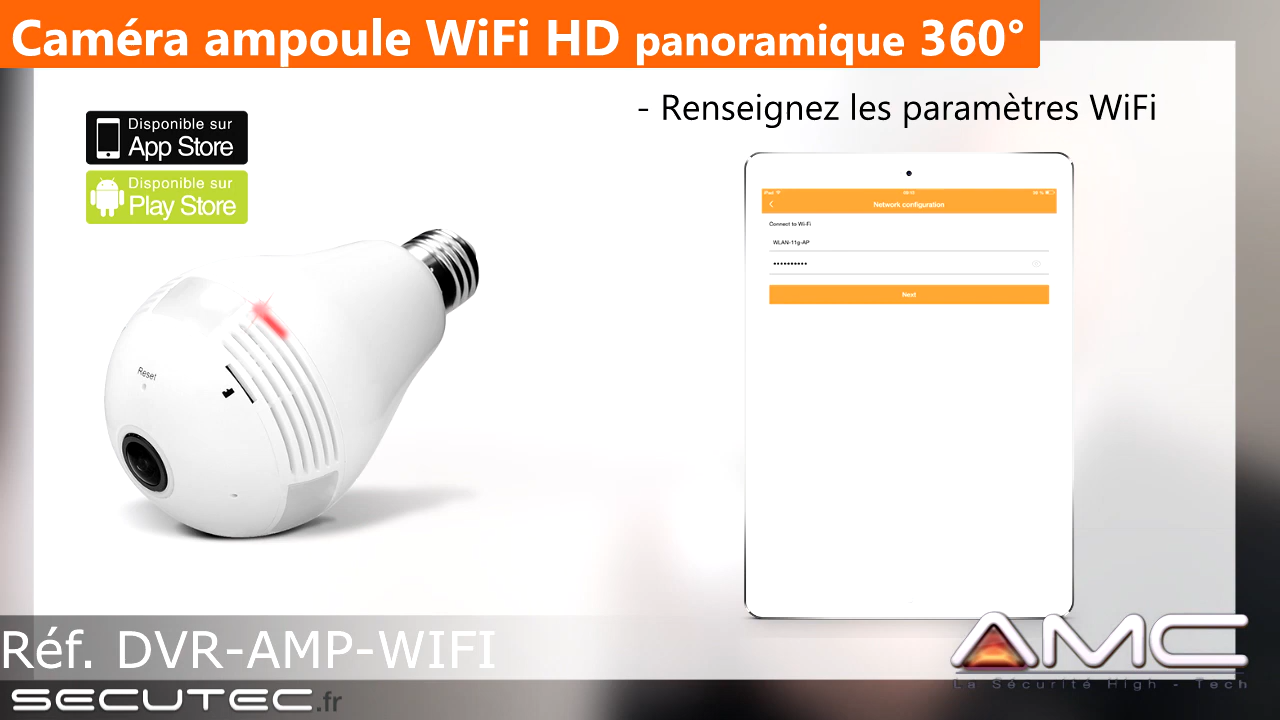 Caméra ampoule WiFi HD panoramique 360°
Disponible sur
App Store
Disponible sur
Play Store
- Renseignez les paramètres WiFi
Network configuration
Connect to Wi-Fi
WLAN-11g-AP
••••••••••
Next
Reset
Réf. DVR-AMP-WIFI
SECUTEC.fr
AMC
La Sécurité High - Tech